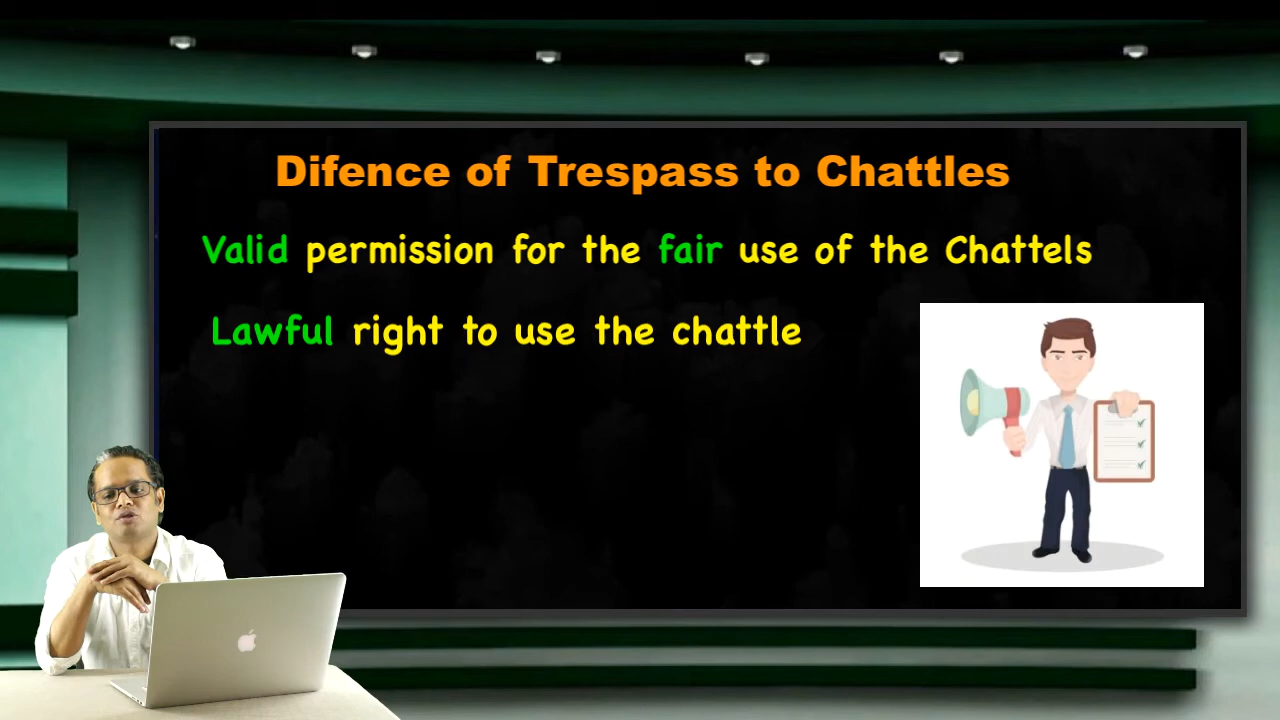 Difence of Trespass to Chattles
Valid permission for the fair use of the Chattels
Lawful right to use the chattle